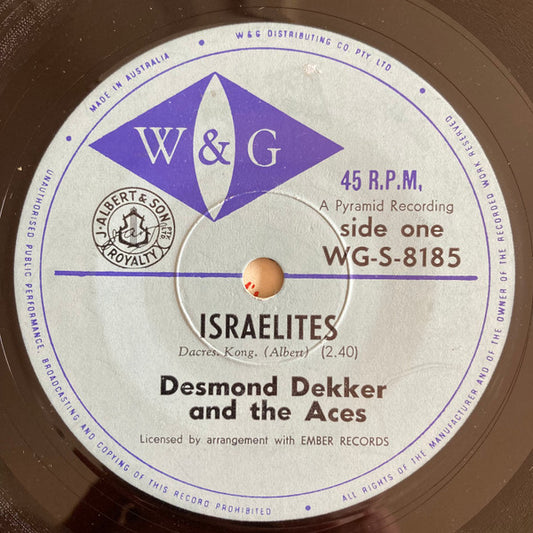 W & G DISTRIBUTING CO PTY LTD
MADE IN AUSTRALIA
W & G
45 R.P.M.
A Pyramid Recording
side one
WG-S-8185
J. ALBERT & SON PTY. LTD.
ROYALTY
ISRAELITES
Dacres. Kong. (Albert) (2.40)
Desmond Dekker
and the Aces
Licensed by arrangement with EMBER RECORDS
UNAUTHORISED PUBLIC PERFORMANCE, BROADCASTING AND COPYING OF THIS RECORD PROHIBITED
ALL RIGHTS OF THE MANUFACTURER AND OF THE OWNER OF THE RECORDED WORK RESERVED